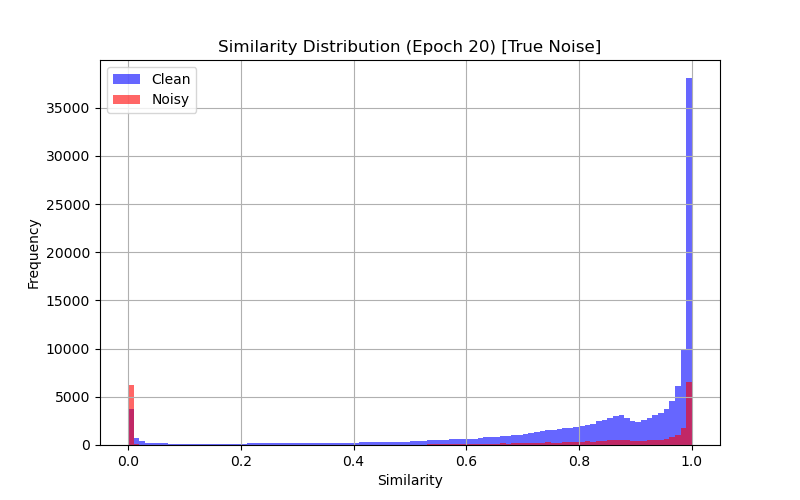 Similarity Distribution (Epoch 20) [True Noise]
Clean
Noisy
Frequency
35000
30000
25000
20000
15000
10000
5000
0
0.0 0.2 0.4 0.6 0.8 1.0
Similarity